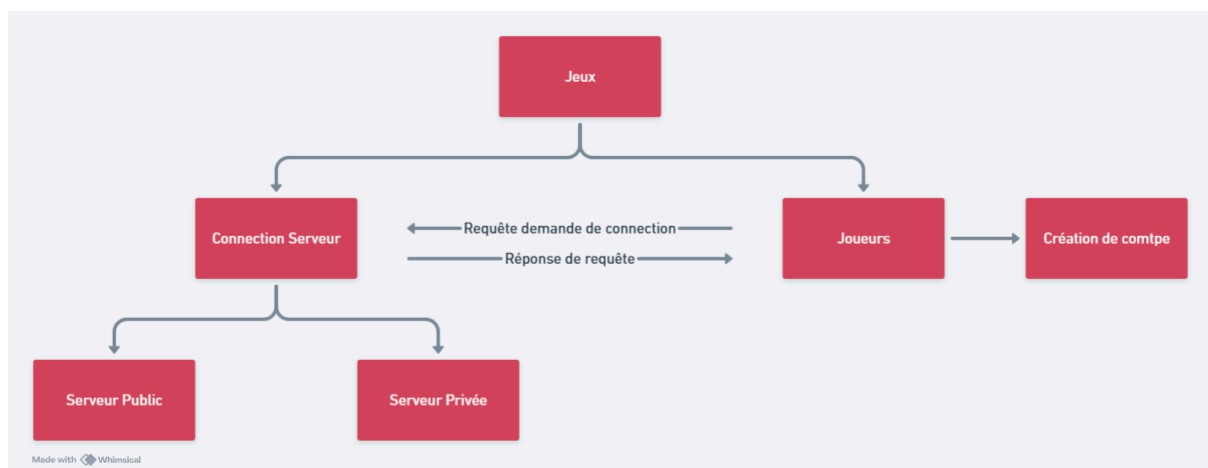 Jeux
Requête demande de connection
Connection Serveur
Joueurs
Création de comtpe
Réponse de requête
Serveur Public
Serveur Privée
Made with Whimsical